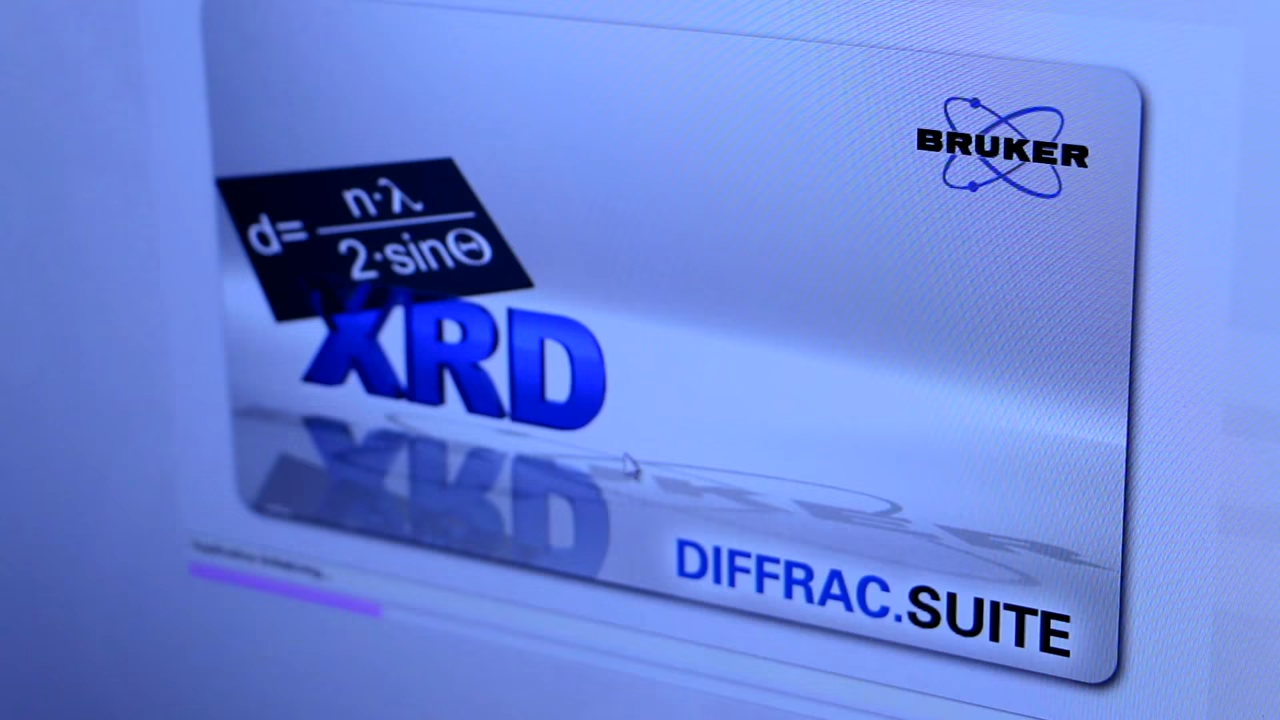 BRUKER
d= n·λ / 2·sinΘ
XRD
DIFFRAC.SUITE